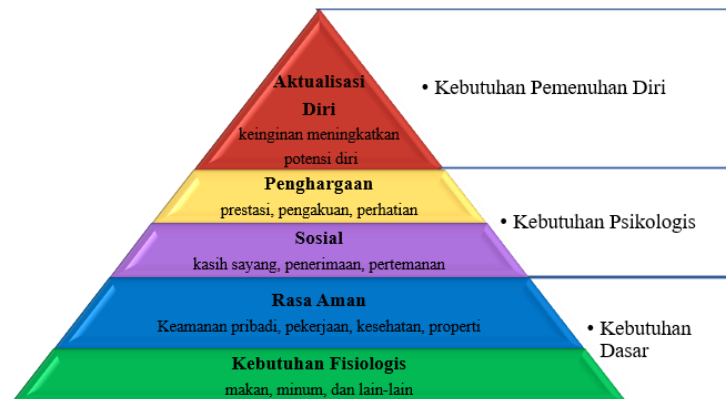 Aktualisasi
Diri
keinginan meningkatkan
potensi diri
• Kebutuhan Pemenuhan Diri
Penghargaan
prestasi, pengakuan, perhatian
Sosial
kasih sayang, penerimaan, pertemanan
• Kebutuhan Psikologis
Rasa Aman
Keamanan pribadi, pekerjaan, kesehatan, properti
Kebutuhan Fisiologis
makan, minum, dan lain-lain
• Kebutuhan
Dasar